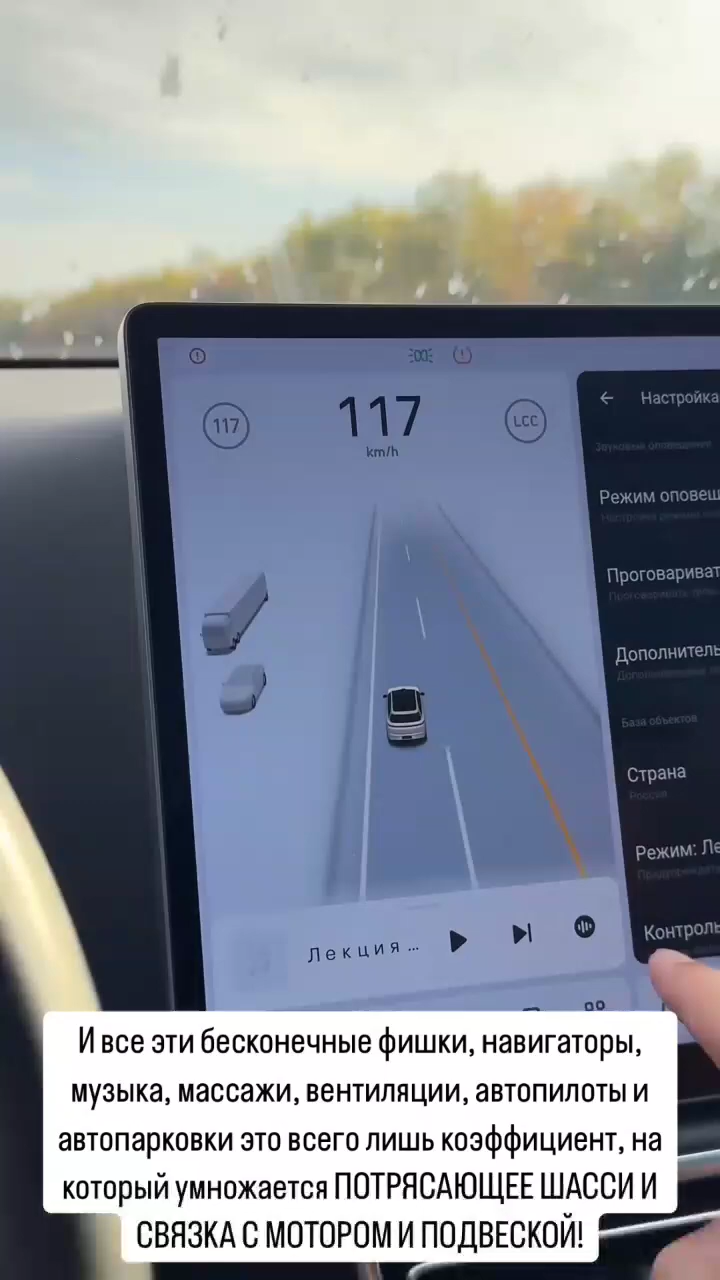 117
117
km/h
LCC
Настройка
Звуковые оповещения
Режим оповещ
Проговариват
Дополнитель
База объектов
Страна
Россия
Режим: Ле
Контроль
Лекция...
И все эти бесконечные фишки, навигаторы,
музыка, массажи, вентиляции, автопилоты и
автопарковки это всего лишь коэффициент, на
который умножается ПОТРЯСАЮЩЕЕ ШАССИ И
СВЯЗКА С МОТОРОМ И ПОДВЕСКОЙ!